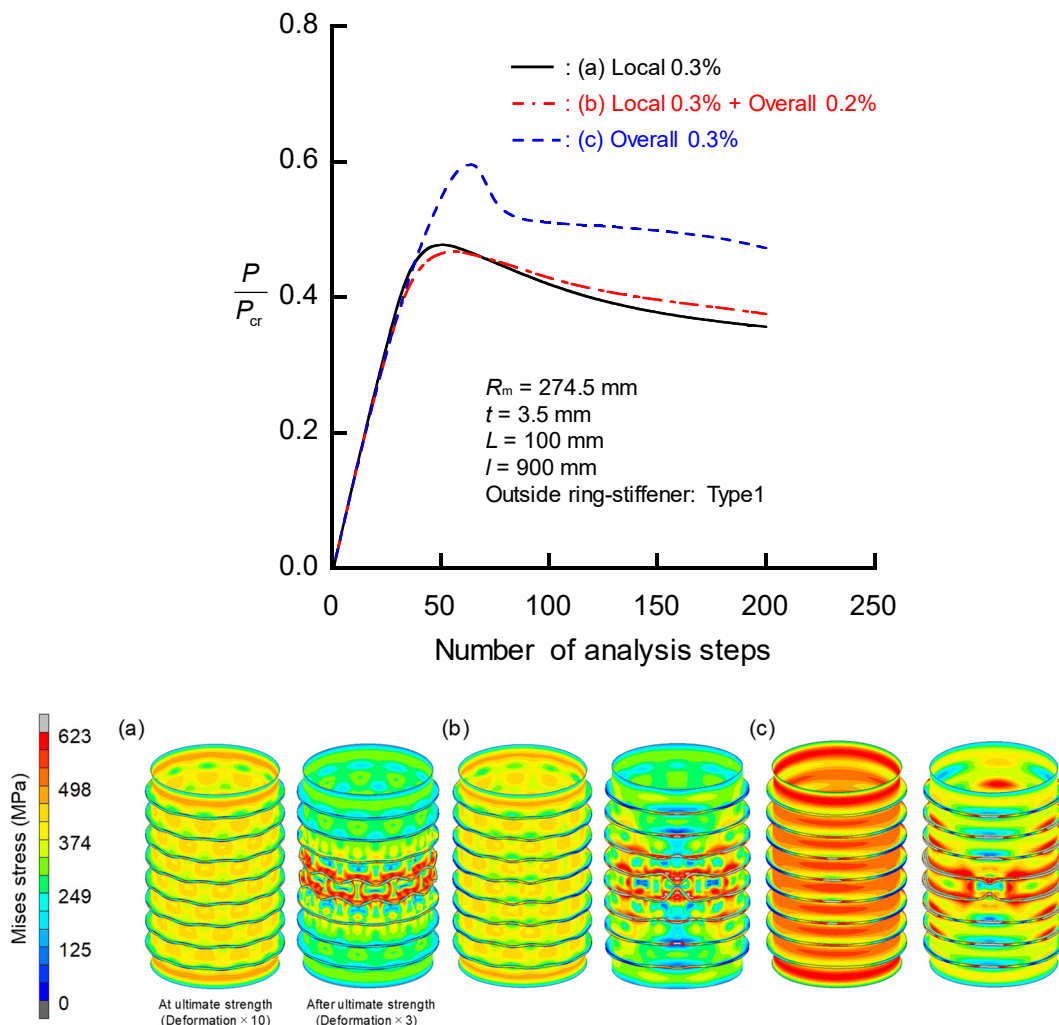 0.8
0.6
0.4
0.2
0.0
P
Pcr
: (a) Local 0.3%
: (b) Local 0.3% + Overall 0.2%
: (c) Overall 0.3%
Rm = 274.5 mm
t = 3.5 mm
L = 100 mm
l = 900 mm
Outside ring-stiffener: Type1
0 50 100 150 200 250
Number of analysis steps
(a) (b) (c)
Mises stress (MPa)
623
498
374
249
125
0
At ultimate strength
(Deformation × 10)
After ultimate strength
(Deformation × 3)